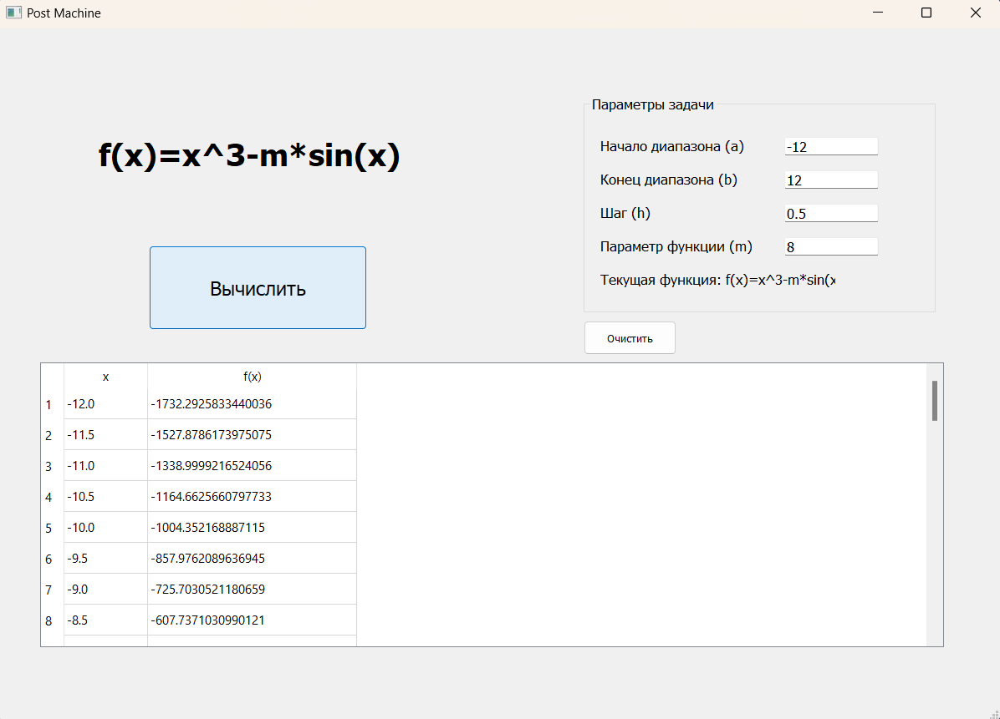 Post Machine
f(x)=x^3-m*sin(x)
Вычислить
Параметры задачи
Начало диапазона (a) -12
Конец диапазона (b) 12
Шаг (h) 0.5
Параметр функции (m) 8
Текущая функция: f(x)=x^3-m*sin(x
Очистить
x f(x)
1 -12.0 -1732.2925833440036
2 -11.5 -1527.8786173975075
3 -11.0 -1338.9999216524056
4 -10.5 -1164.6625660797733
5 -10.0 -1004.352168887115
6 -9.5 -857.9762089636945
7 -9.0 -725.7030521180659
8 -8.5 -607.7371030990121